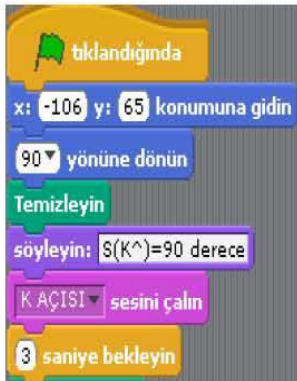 tıklandığında
x: -106 y: 65 konumuna gidin
90 yönüne dönün
Temizleyin
söyleyin: S(K^)=90 derece
K AÇISI sesini çalın
3 saniye bekleyin